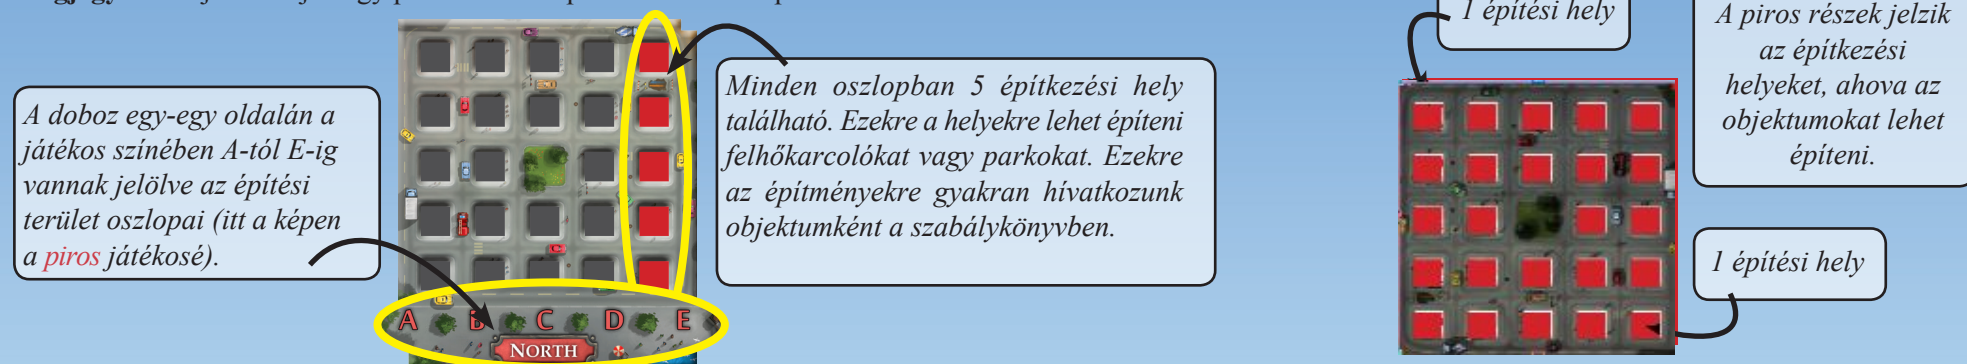 A doboz egy-egy oldalán a
játékos színében A-tól E-ig
vannak jelölve az építési
terület oszlopai (itt a képen
a piros játékosé).
A B C D E
NORTH
Minden oszlopban 5 építkezési hely
található. Ezekre a helyekre lehet építeni
felhőkarcolókat vagy parkokat. Ezekre
az építményekre gyakran hívatkozunk
objektumként a szabálykönyvben.
1 építési hely
A piros részek jelzik
az építkezési
helyeket, ahova az
objektumokat lehet
építeni.
1 építési hely